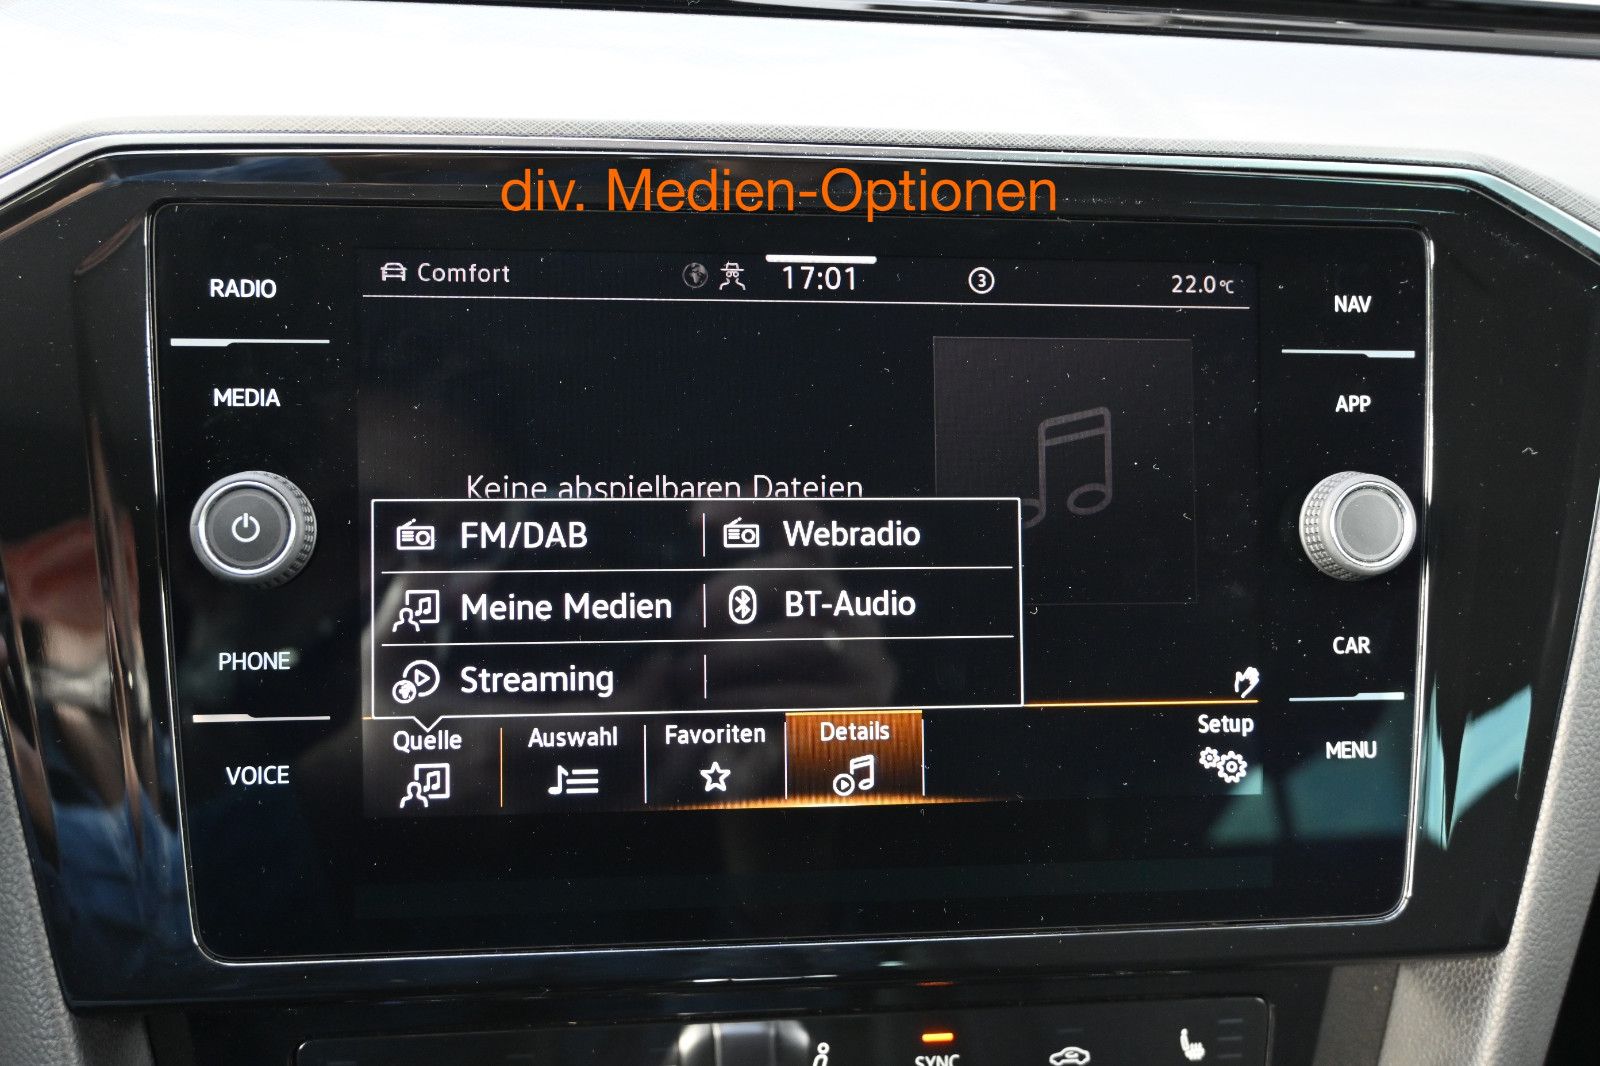 div. Medien-Optionen
Comfort 17:01 3 22.0°C
RADIO
MEDIA
PHONE
VOICE
NAV
APP
CAR
MENU
Keine abspielbaren Dateien
FM/DAB Webradio
Meine Medien BT-Audio
Streaming
Quelle Auswahl Favoriten Details Setup
SYNC